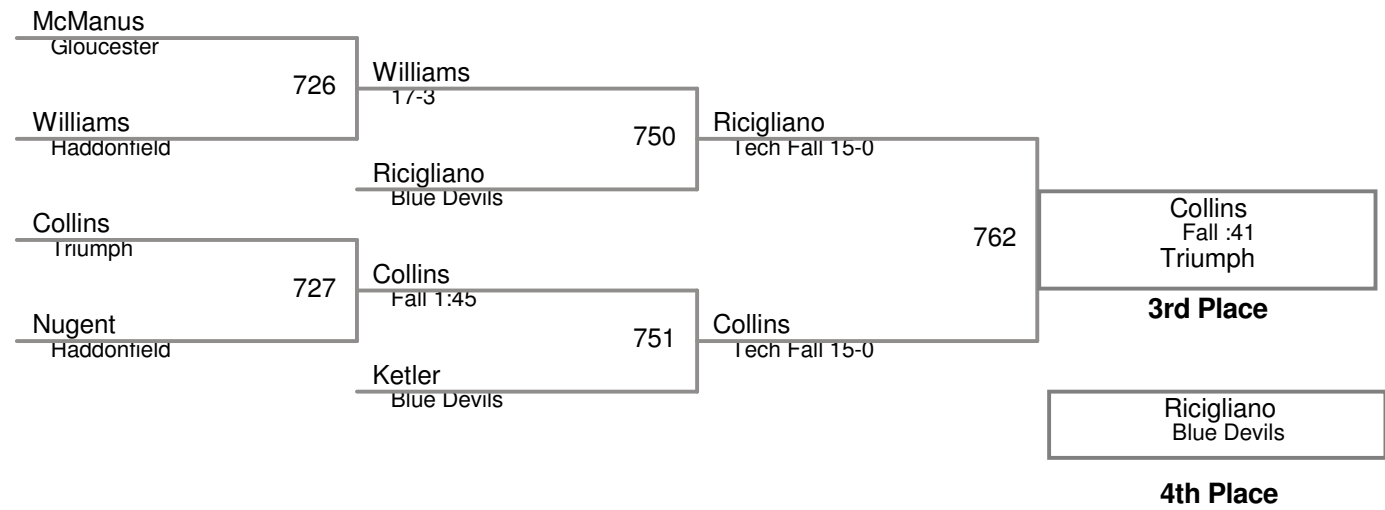 McManus
Gloucester
726
Williams
17-3
Williams
Haddonfield
750
Ricigliano
Tech Fall 15-0
Ricigliano
Blue Devils
Collins
Triumph
762
Collins
Fall :41
Triumph
3rd Place
727
Collins
Fall 1:45
Nugent
Haddonfield
751
Collins
Tech Fall 15-0
Ketler
Blue Devils
Ricigliano
Blue Devils
4th Place